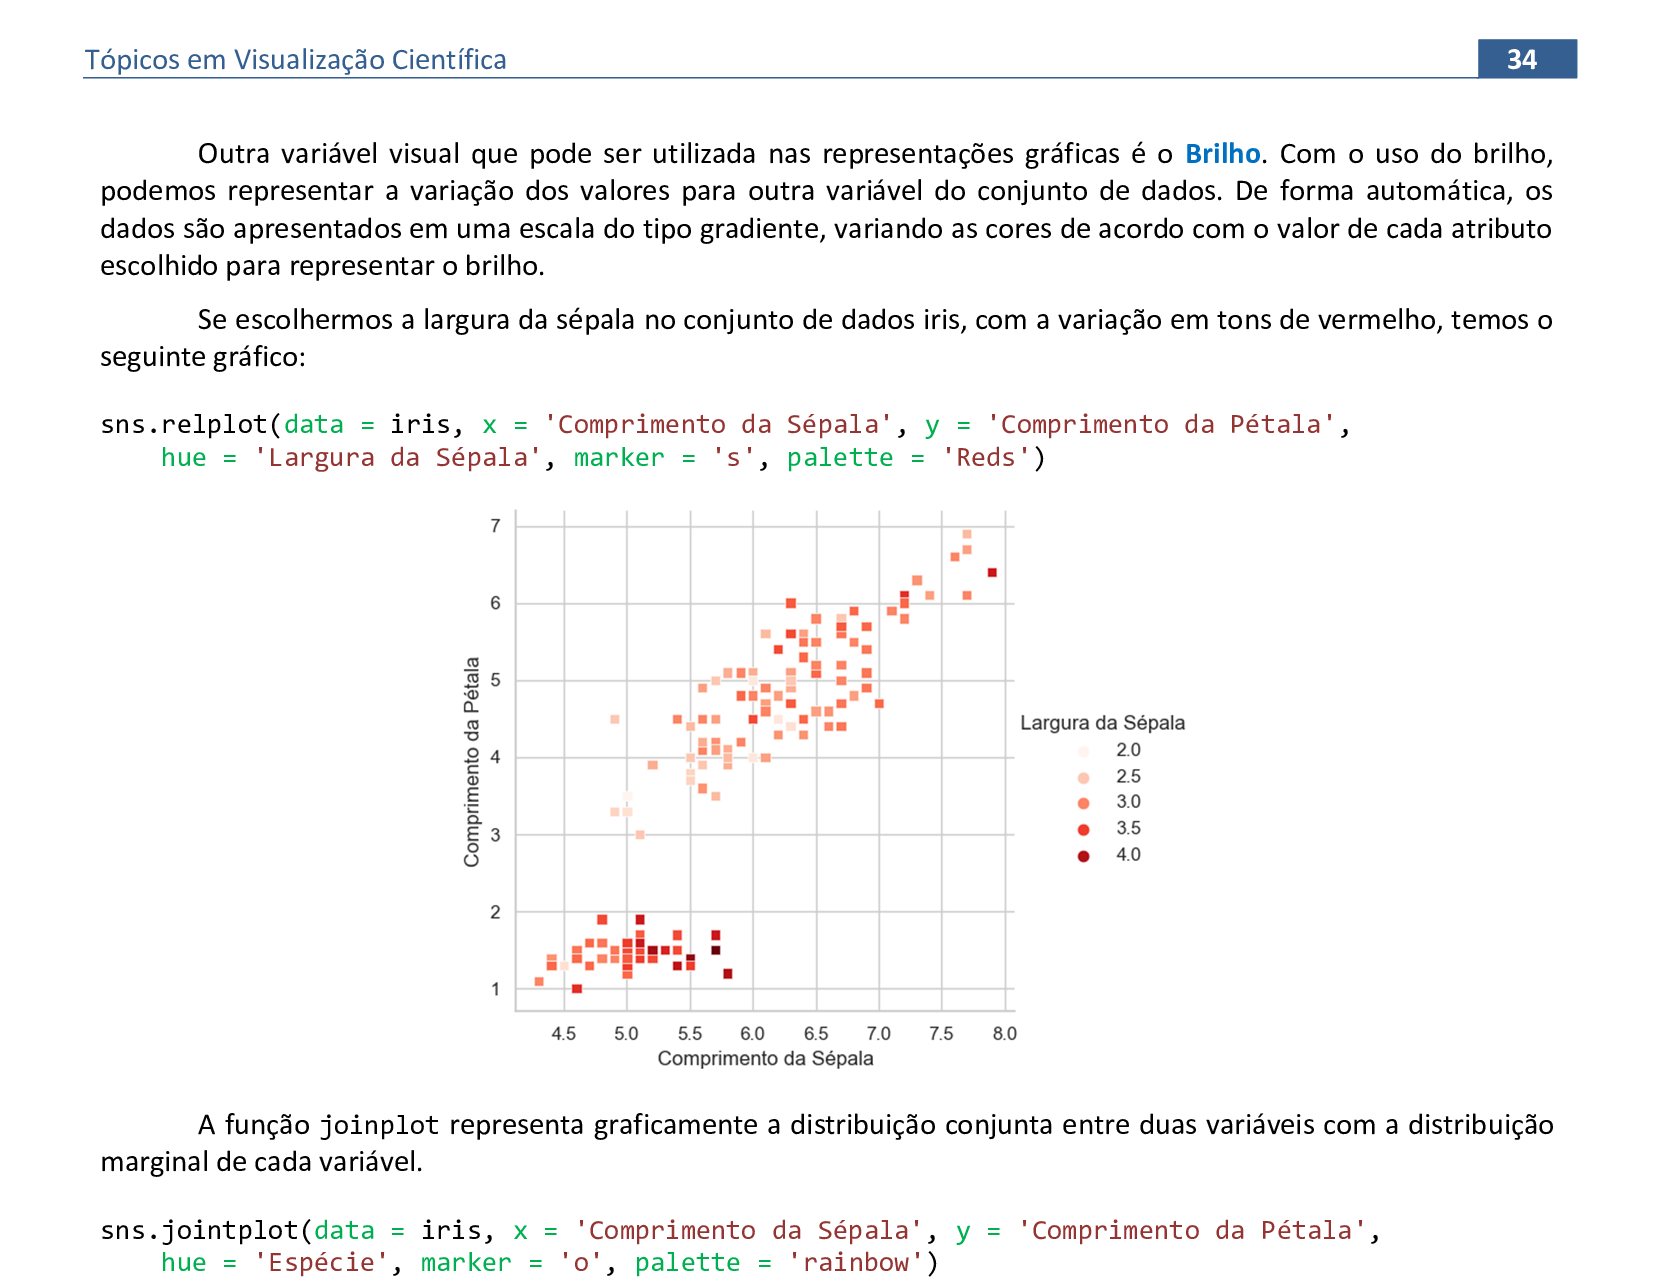 Tópicos em Visualização Científica
34
Outra variável visual que pode ser utilizada nas representações gráficas é o Brilho. Com o uso do brilho,
podemos representar a variação dos valores para outra variável do conjunto de dados. De forma automática, os
dados são apresentados em uma escala do tipo gradiente, variando as cores de acordo com o valor de cada atributo
escolhido para representar o brilho.
Se escolhermos a largura da sépala no conjunto de dados iris, com a variação em tons de vermelho, temos o
seguinte gráfico:
sns.relplot(data = iris, x = 'Comprimento da Sépala', y = 'Comprimento da Pétala',
    hue = 'Largura da Sépala', marker = 's', palette = 'Reds')
7
6
5
4
3
2
1
Comprimento da Pétala
4.5 5.0 5.5 6.0 6.5 7.0 7.5 8.0
Comprimento da Sépala
Largura da Sépala
2.0
2.5
3.0
3.5
4.0
A função joinplot representa graficamente a distribuição conjunta entre duas variáveis com a distribuição
marginal de cada variável.
sns.jointplot(data = iris, x = 'Comprimento da Sépala', y = 'Comprimento da Pétala',
    hue = 'Espécie', marker = 'o', palette = 'rainbow')